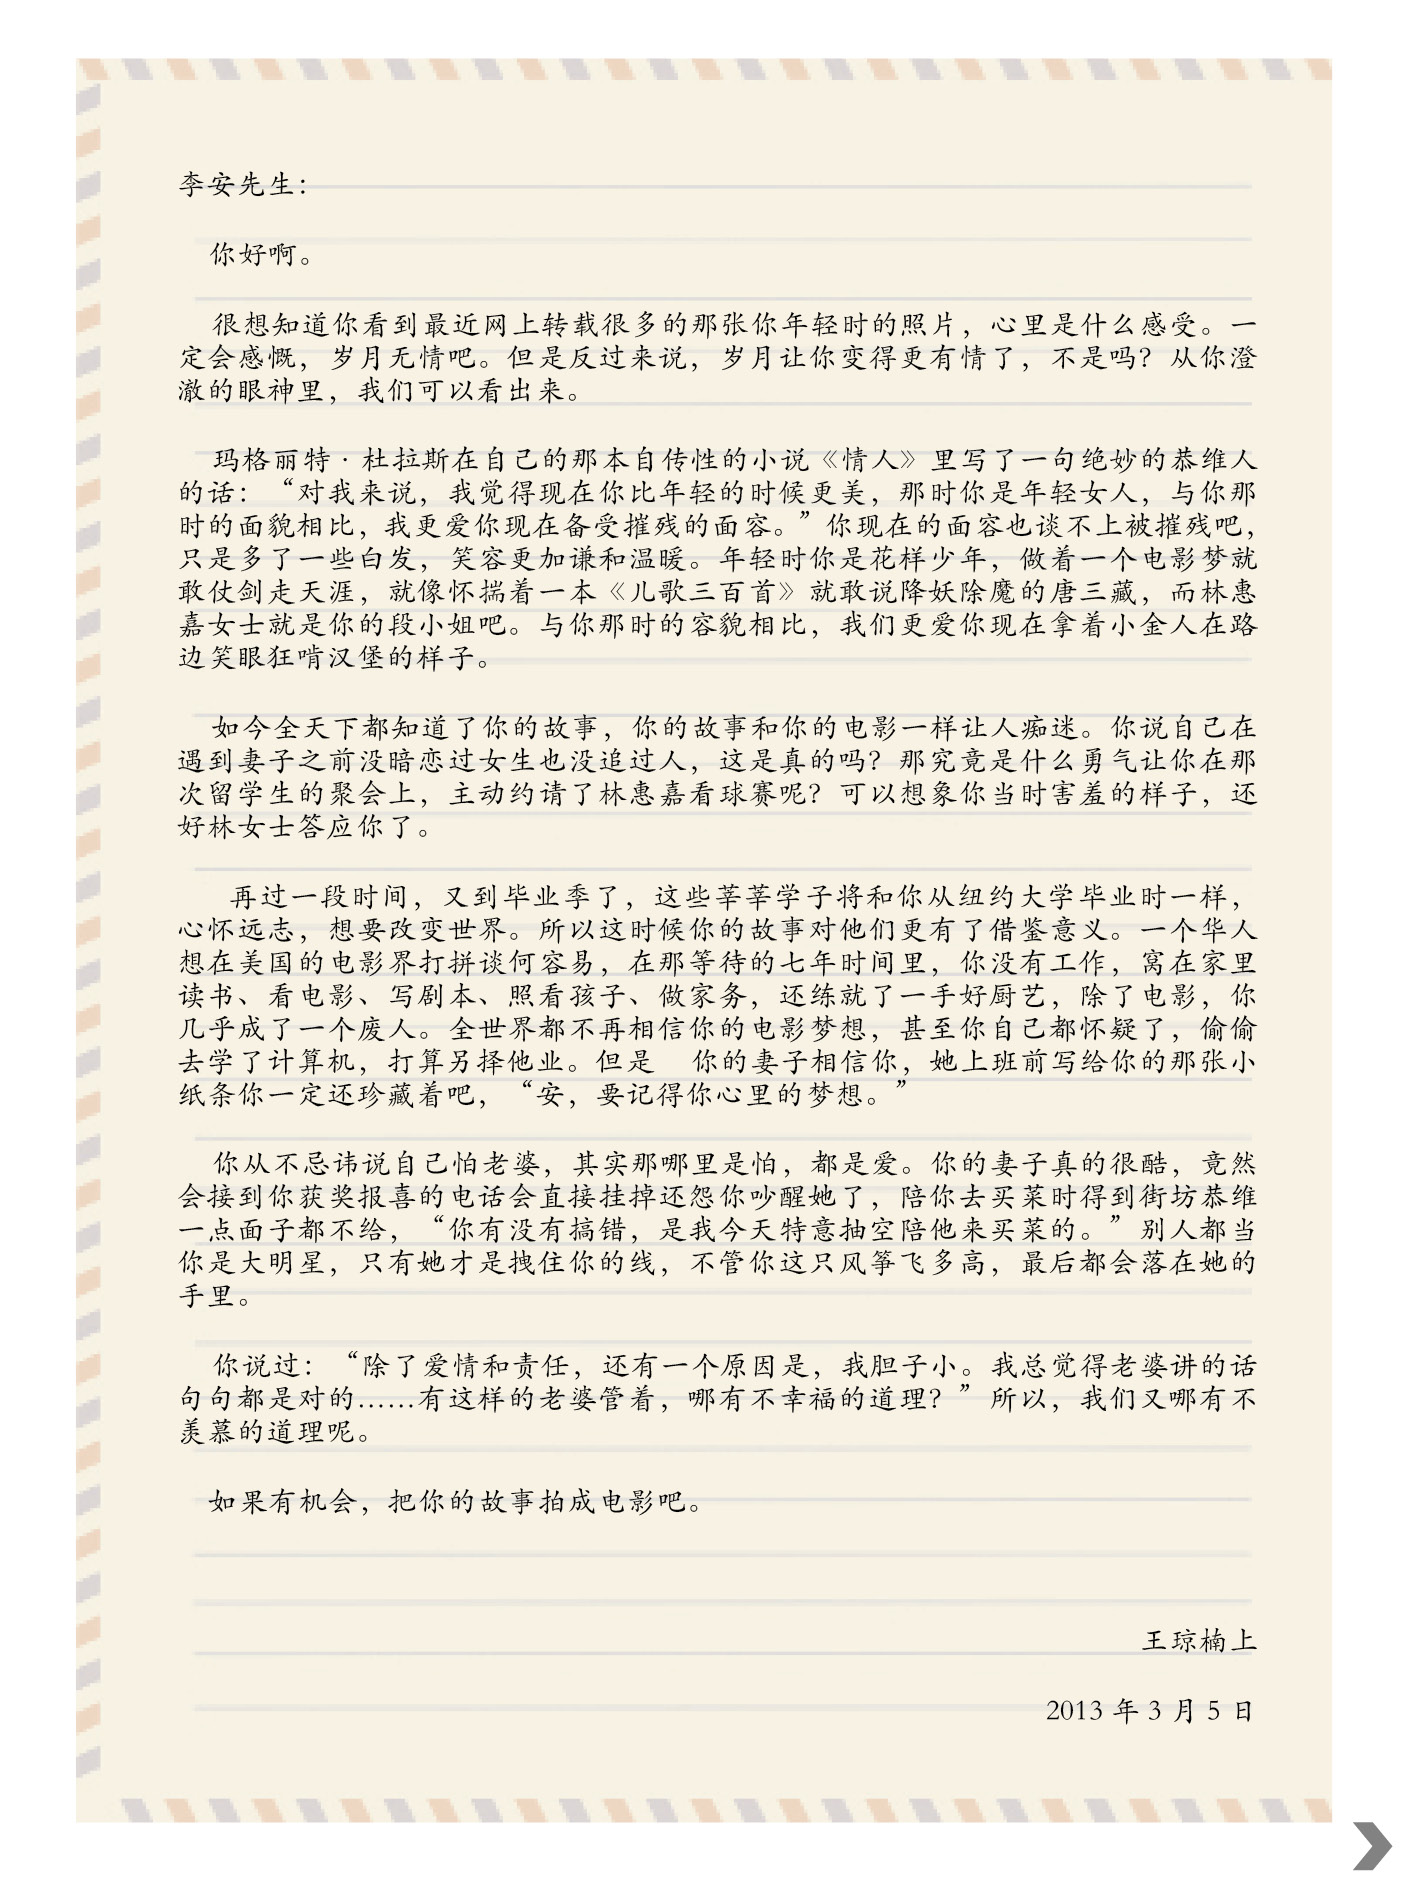 李安先生：
你好啊。
很想知道你看到最近网上转载很多的那张你年轻时的照片，心里是什么感受。一
定会感慨，岁月无情吧。但是反过来说，岁月让你变得更有情了，不是吗？从你澄
澈的眼神里，我们可以看出来。
玛格丽特·杜拉斯在自己的那本自传性的小说《情人》里写了一句绝妙的恭维人
的话：“对我来说，我觉得现在你比年轻的时候更美，那时你是年轻女人，与你那
时的面貌相比，我更爱你现在备受摧残的面容。”你现在的面容也谈不上被摧残吧，
只是多了一些白发，笑容更加谦和温暖。年轻时你是花样少年，做着一个电影梦就
敢仗剑走天涯，就像怀揣着一本《儿歌三百首》就敢说降妖除魔的唐三藏，而林惠
嘉女士就是你的段小姐吧。与你那时的容貌相比，我们更爱你现在拿着小金人在路
边笑眼狂啃汉堡的样子。
如今全天下都知道了你的故事，你的故事和你的电影一样让人痴迷。你说自己在
遇到妻子之前没暗恋过女生也没追过人，这是真的吗？那究竟是什么勇气让你在那
次留学生的聚会上，主动约请了林惠嘉看球赛呢？可以想象你当时害羞的样子，还
好林女士答应你了。
再过一段时间，又到毕业季了，这些莘莘学子将和你从纽约大学毕业时一样，
心怀远志，想要改变世界。所以这时候你的故事对他们更有了借鉴意义。一个华人
想在美国的电影界打拼谈何容易，在那等待的七年时间里，你没有工作，窝在家里
读书、看电影、写剧本、照看孩子、做家务，还练就了一手好厨艺，除了电影，你
几乎成了一个废人。全世界都不再相信你的电影梦想，甚至你自己都怀疑了，偷偷
去学了计算机，打算另择他业。但是　你的妻子相信你，她上班前写给你的那张小
纸条你一定还珍藏着吧，“安，要记得你心里的梦想。”
你从不忌讳说自己怕老婆，其实那哪里是怕，都是爱。你的妻子真的很酷，竟然
会接到你获奖报喜的电话会直接挂掉还怨你吵醒她了，陪你去买菜时得到街坊恭维
一点面子都不给，“你有没有搞错，是我今天特意抽空陪他来买菜的。”别人都当
你是大明星，只有她才是拽住你的线，不管你这只风筝飞多高，最后都会落在她的
手里。
你说过：“除了爱情和责任，还有一个原因是，我胆子小。我总觉得老婆讲的话
句句都是对的……有这样的老婆管着，哪有不幸福的道理？”所以，我们又哪有不
羡慕的道理呢。
如果有机会，把你的故事拍成电影吧。
王琼楠上
2013 年 3 月 5 日